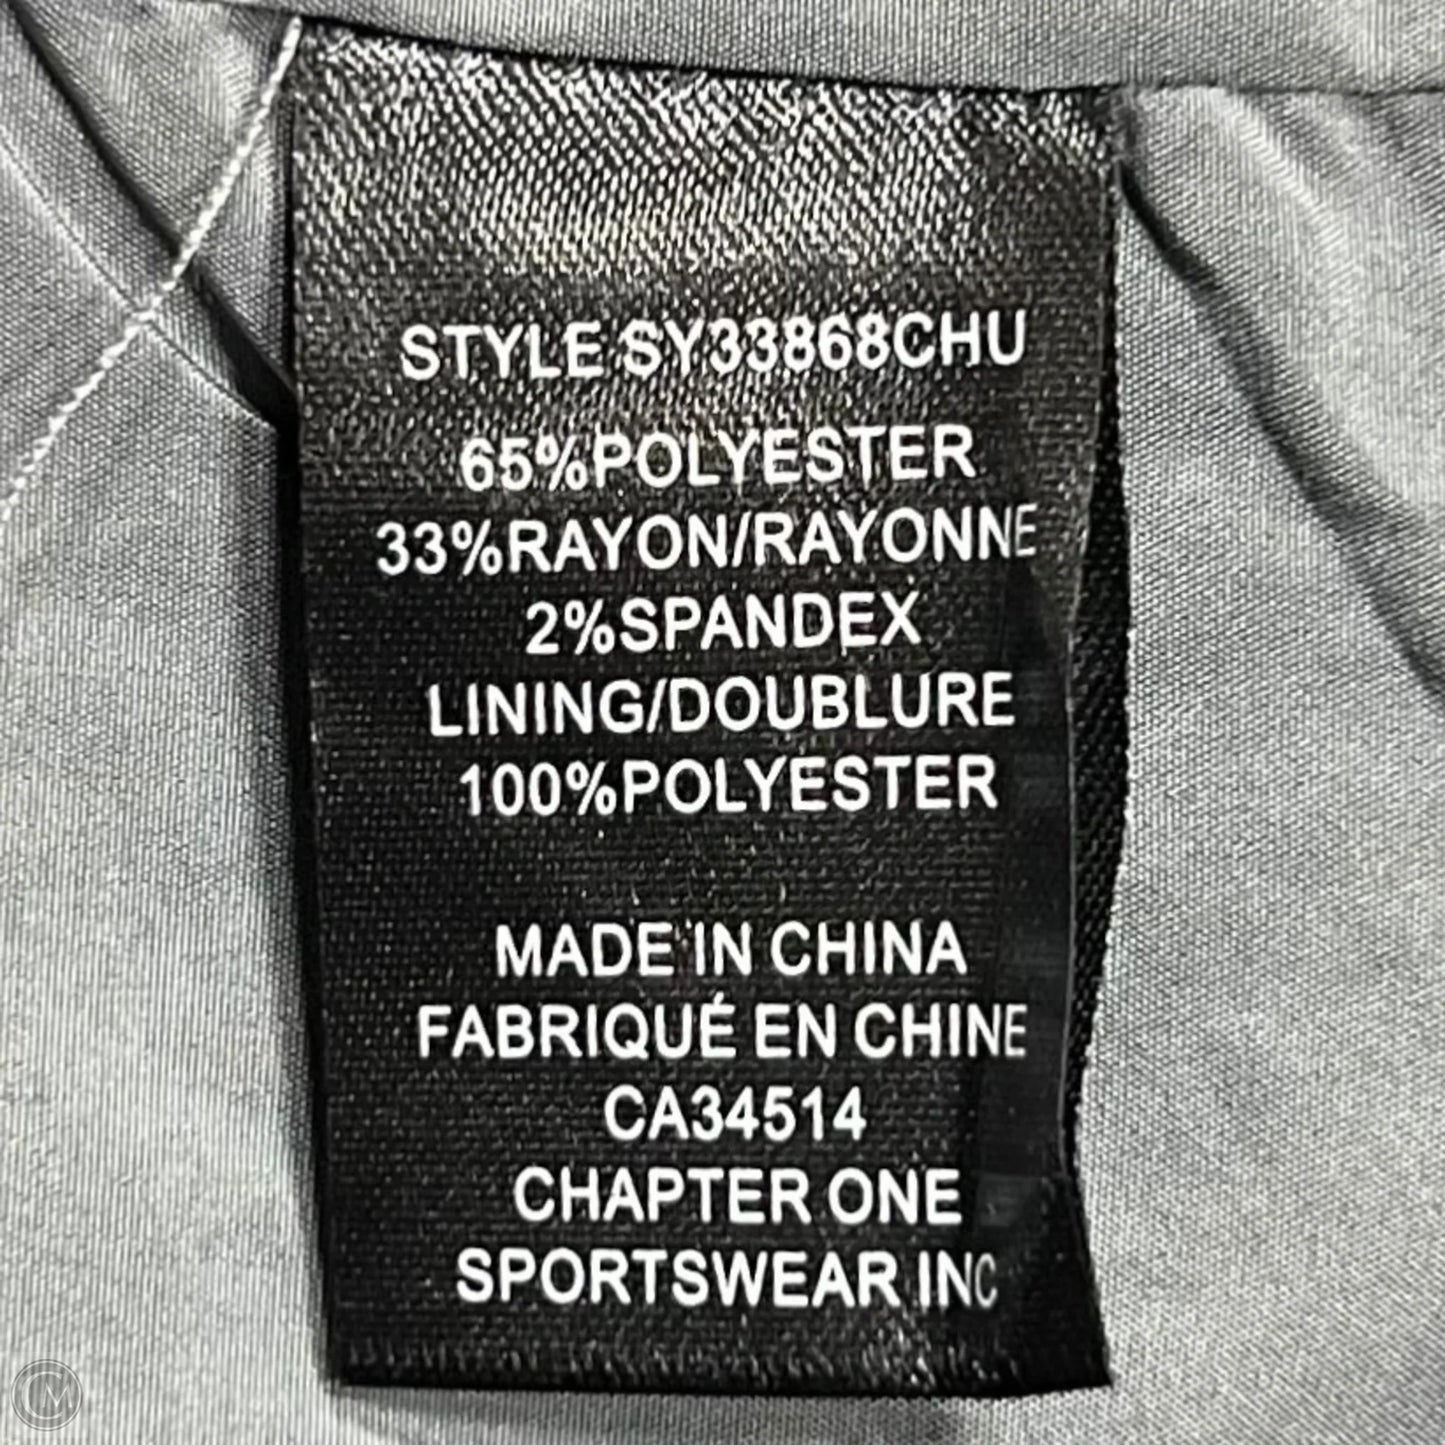 STYLE SY33868CHU
65%POLYESTER
33%RAYON/RAYONNE
2%SPANDEX
LINING/DOUBLURE
100%POLYESTER
MADE IN CHINA
FABRIQUÉ EN CHINE
CA34514
CHAPTER ONE
SPORTSWEAR INC
CM